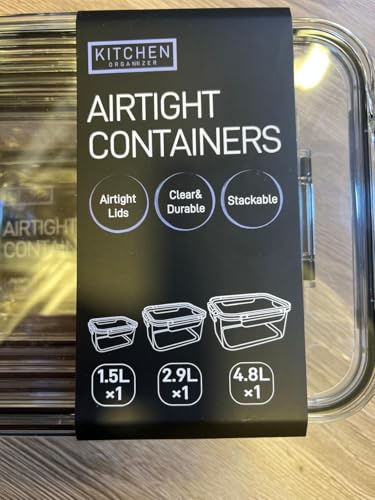 KITCHEN
ORGANIZER
AIRTIGHT
CONTAINERS
Airtight
Lids
Clear&
Durable
Stackable
1.5L
×1
2.9L
×1
4.8L
×1
AIRTIGHT
CONTAINE